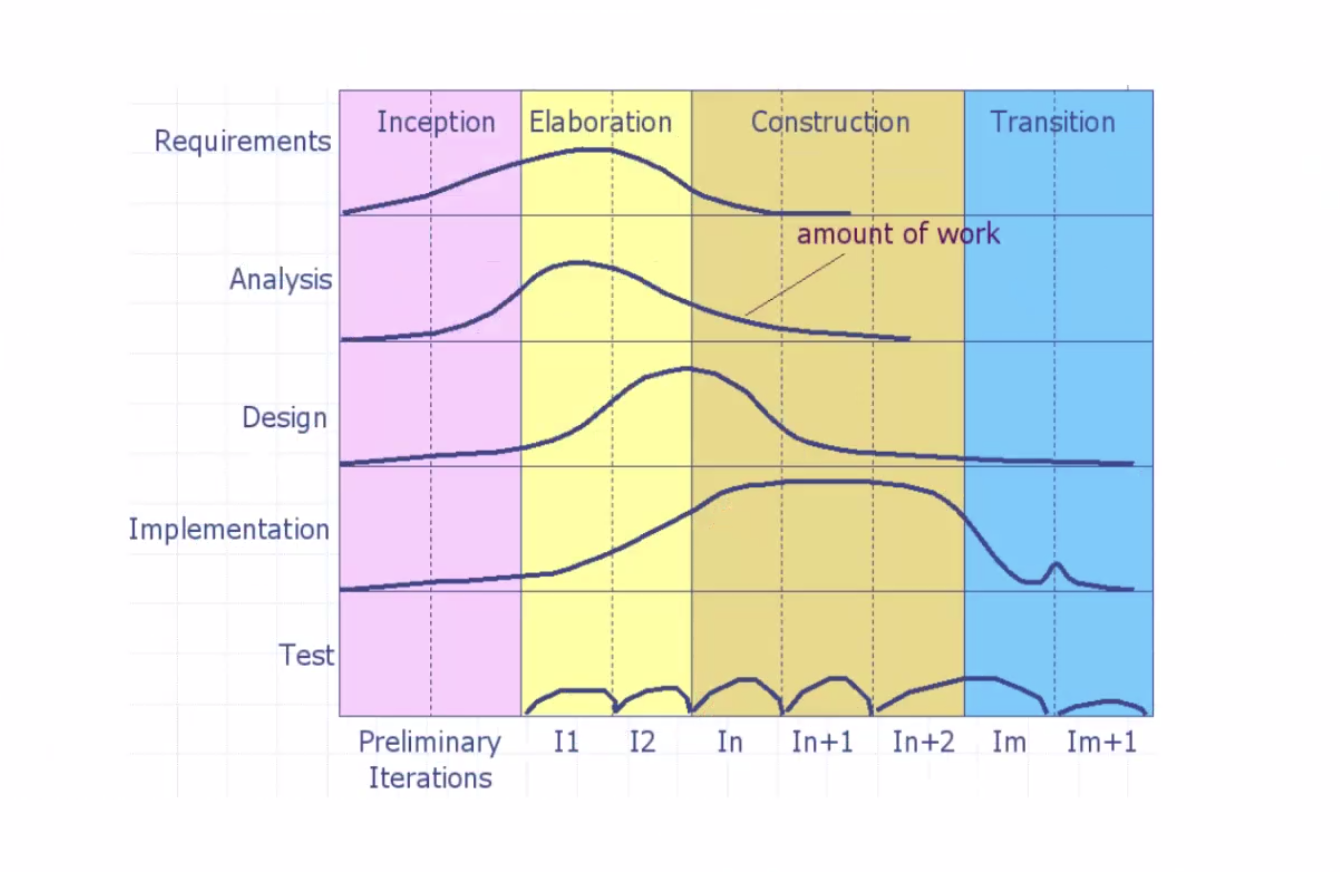 Inception
Elaboration
Construction
Transition
Requirements
amount of work
Analysis
Design
Implementation
Test
Preliminary
Iterations
I1
I2
In
In+1
In+2
Im
Im+1